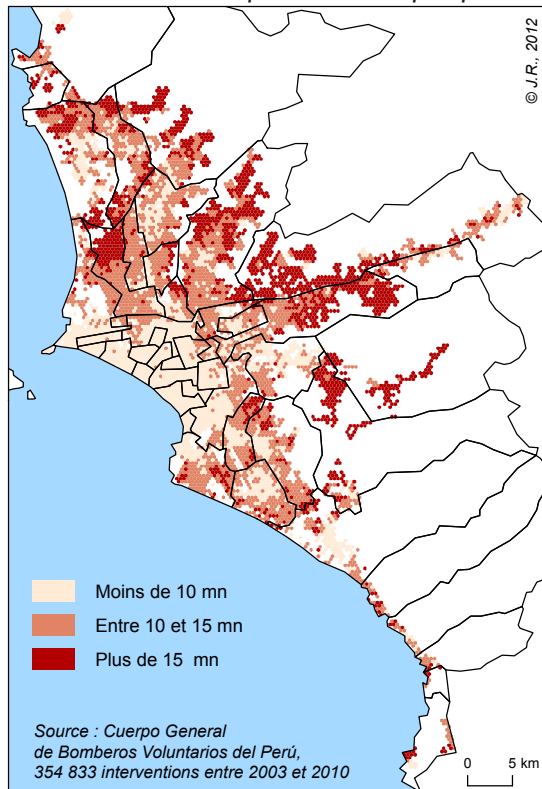 © J.R., 2012
Moins de 10 mn
Entre 10 et 15 mn
Plus de 15 mn
Source : Cuerpo General
de Bomberos Voluntarios del Perú,
354 833 interventions entre 2003 et 2010
0 5 km